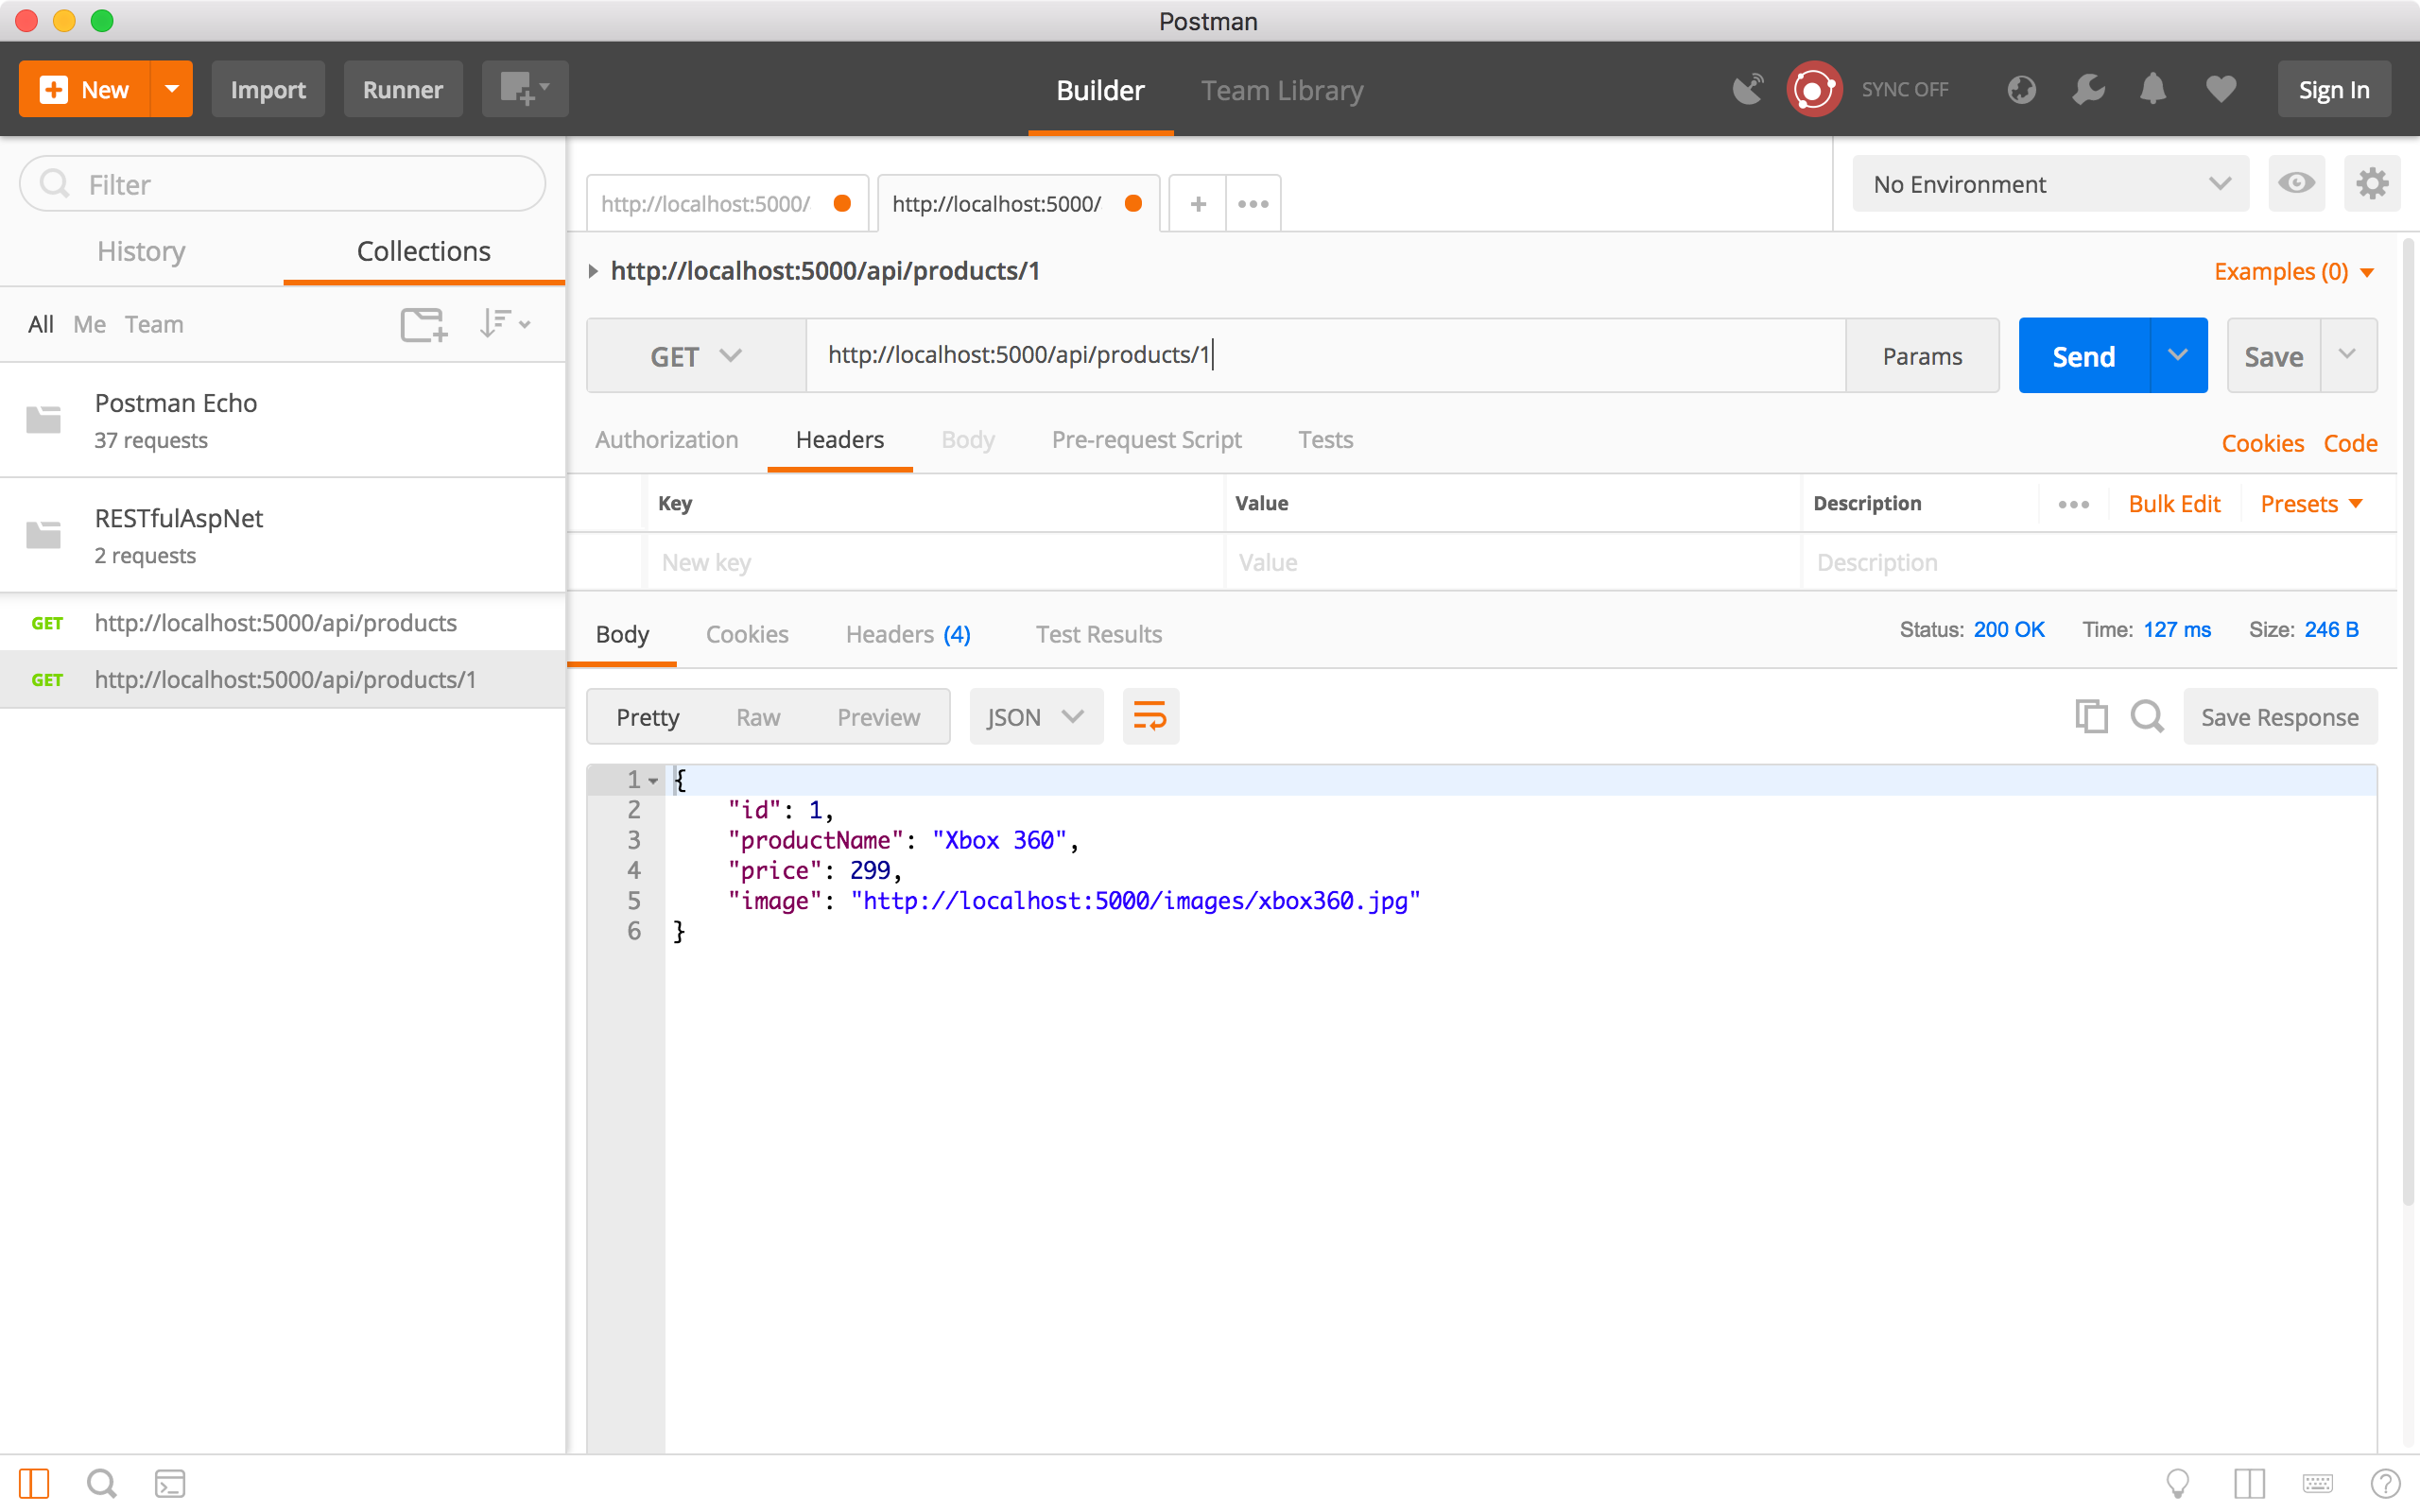 Postman
New
Import
Runner
Builder
Team Library
SYNC OFF
Sign In
Filter
History
Collections
All Me Team
Postman Echo
37 requests
RESTfulAspNet
2 requests
GET http://localhost:5000/api/products
GET http://localhost:5000/api/products/1
http://localhost:5000/
http://localhost:5000/
No Environment
http://localhost:5000/api/products/1
Examples (0)
GET
http://localhost:5000/api/products/1
Params
Send
Save
Authorization
Headers
Body
Pre-request Script
Tests
Cookies
Code
Key
Value
Description
Bulk Edit
Presets
New key
Value
Description
Body
Cookies
Headers (4)
Test Results
Status: 200 OK
Time: 127 ms
Size: 246 B
Pretty
Raw
Preview
JSON
Save Response
1 {
2 "id": 1,
3 "productName": "Xbox 360",
4 "price": 299,
5 "image": "http://localhost:5000/images/xbox360.jpg"
6 }